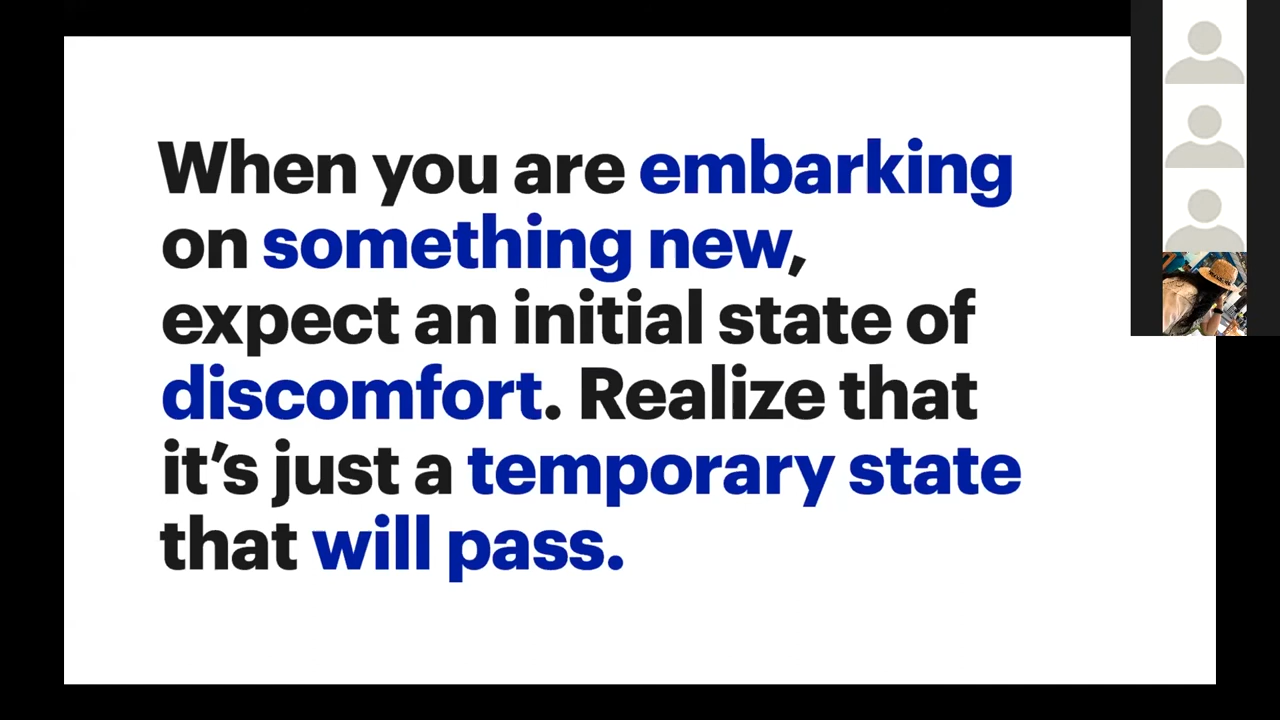 When you are embarking
on something new,
expect an initial state of
discomfort. Realize that
it’s just a temporary state
that will pass.